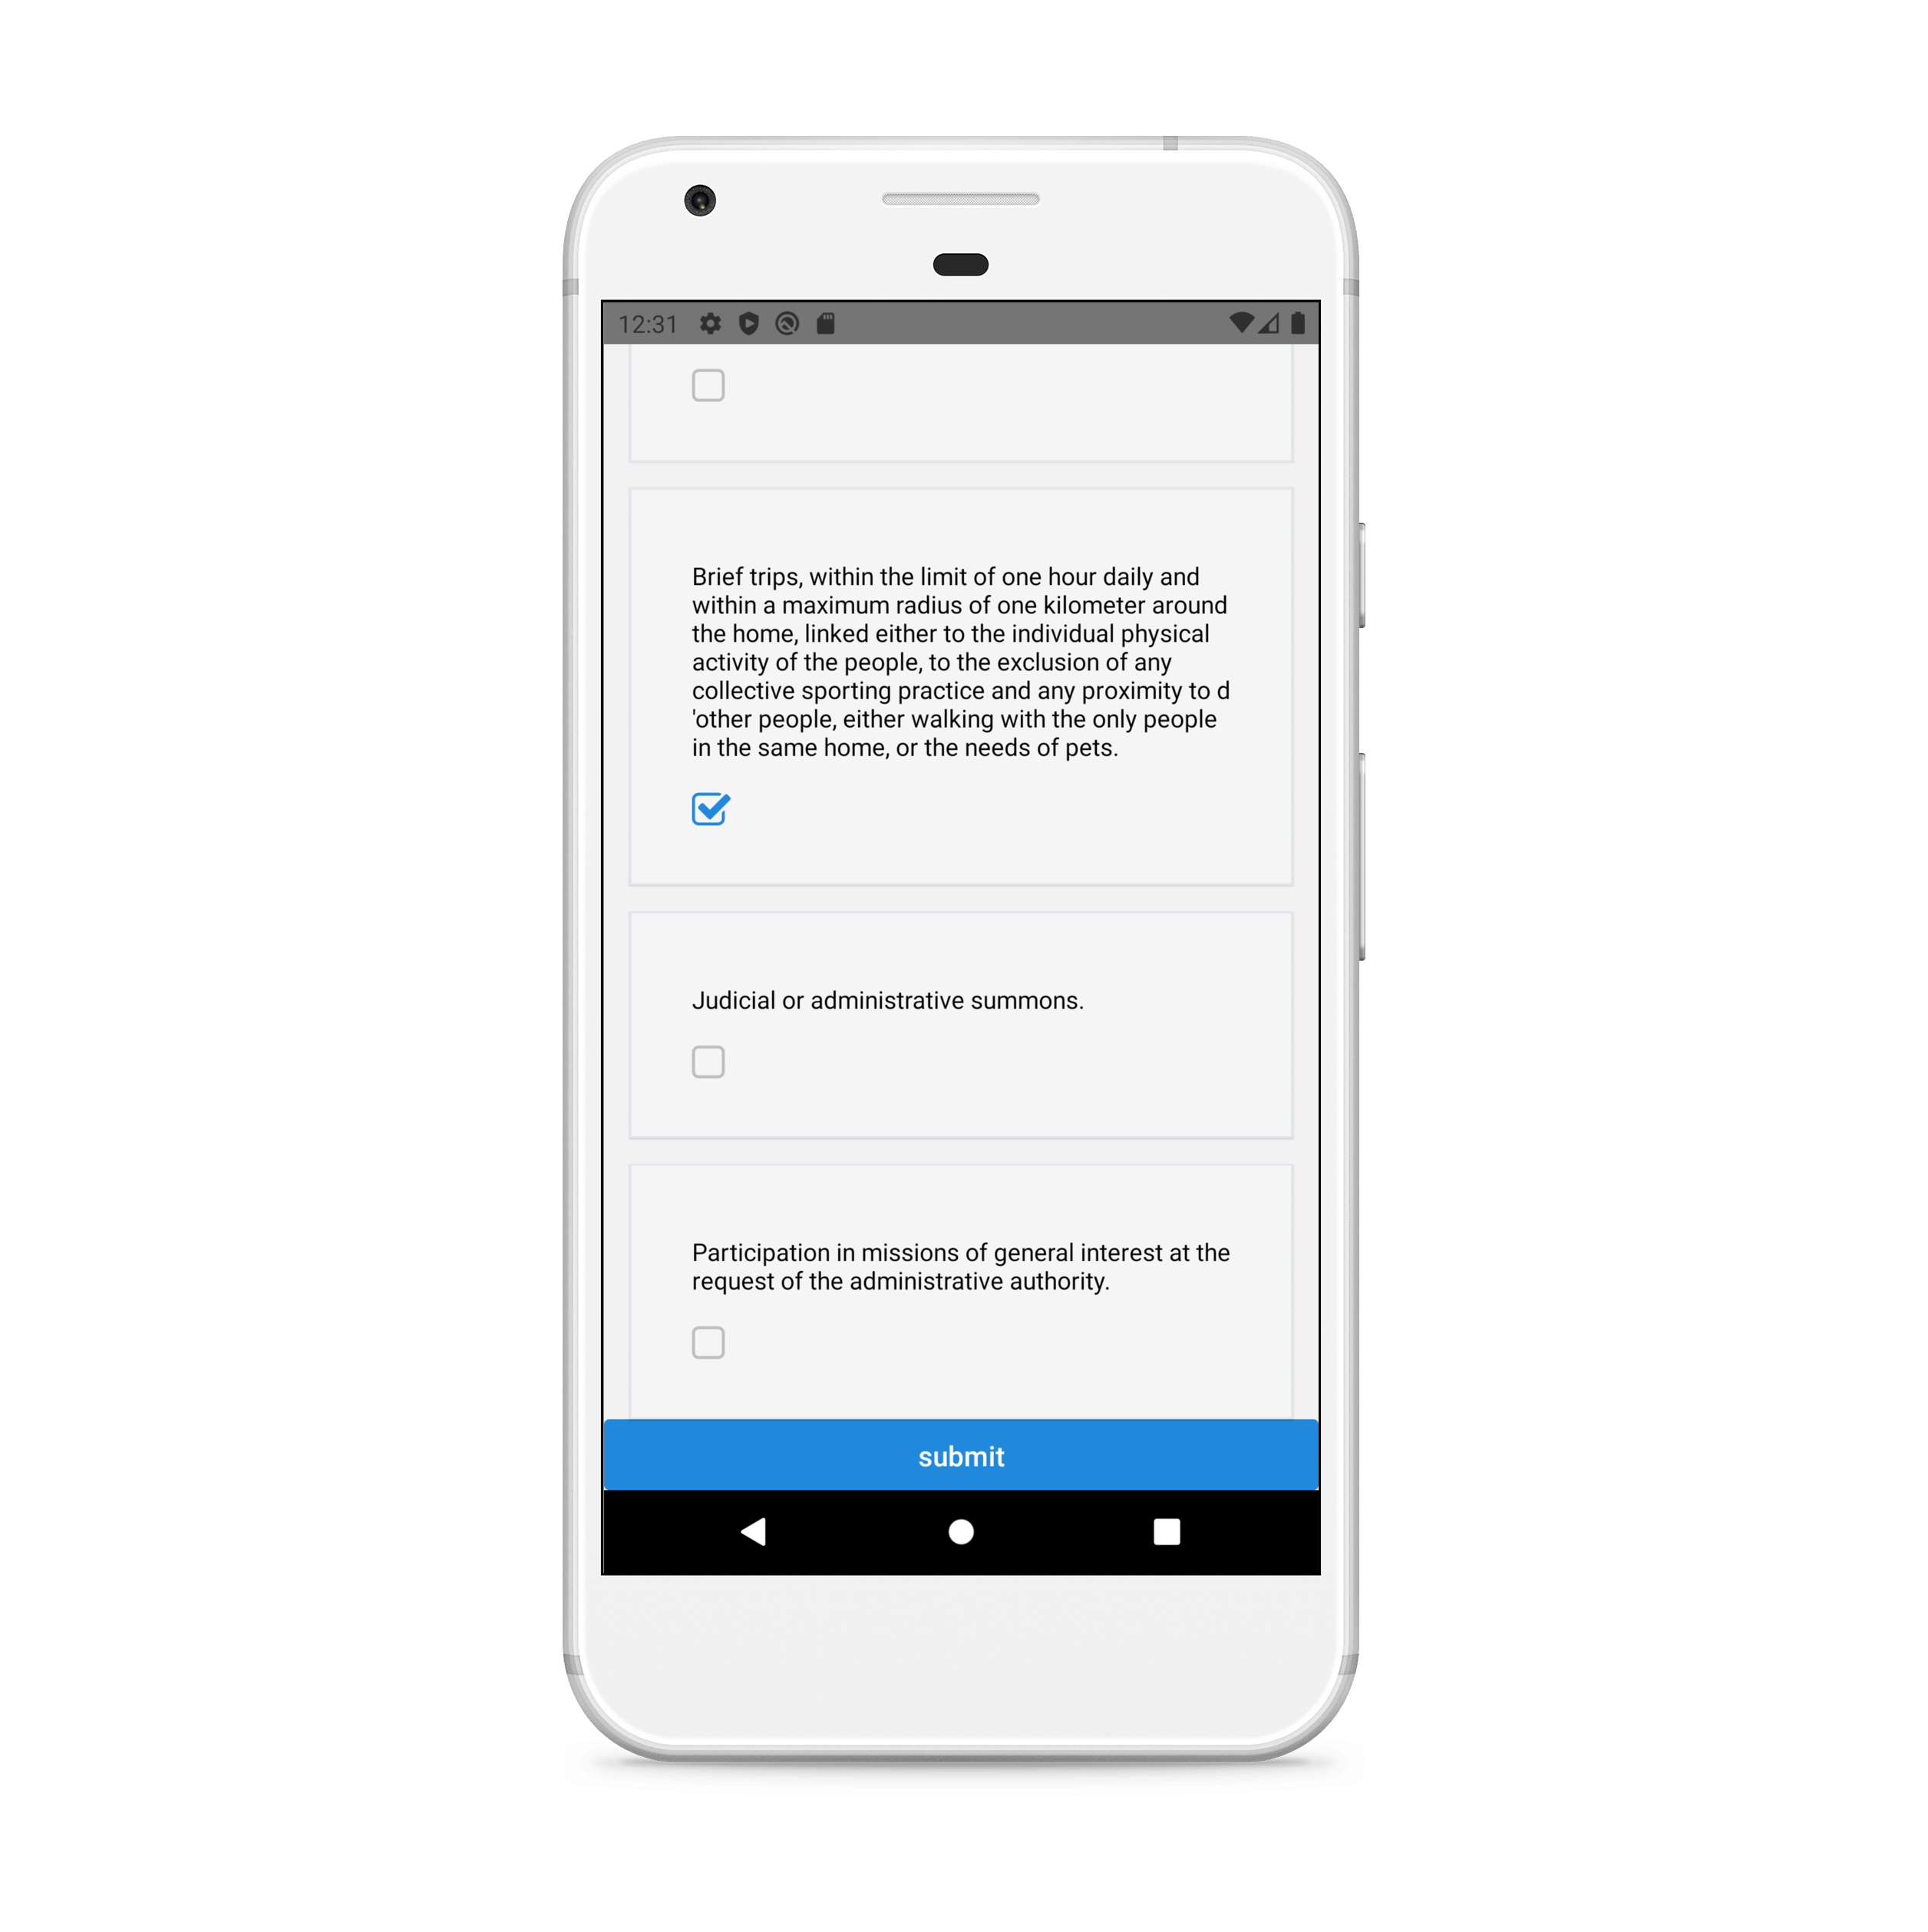 12:31
Brief trips, within the limit of one hour daily and
within a maximum radius of one kilometer around
the home, linked either to the individual physical
activity of the people, to the exclusion of any
collective sporting practice and any proximity to d
'other people, either walking with the only people
in the same home, or the needs of pets.
Judicial or administrative summons.
Participation in missions of general interest at the
request of the administrative authority.
submit